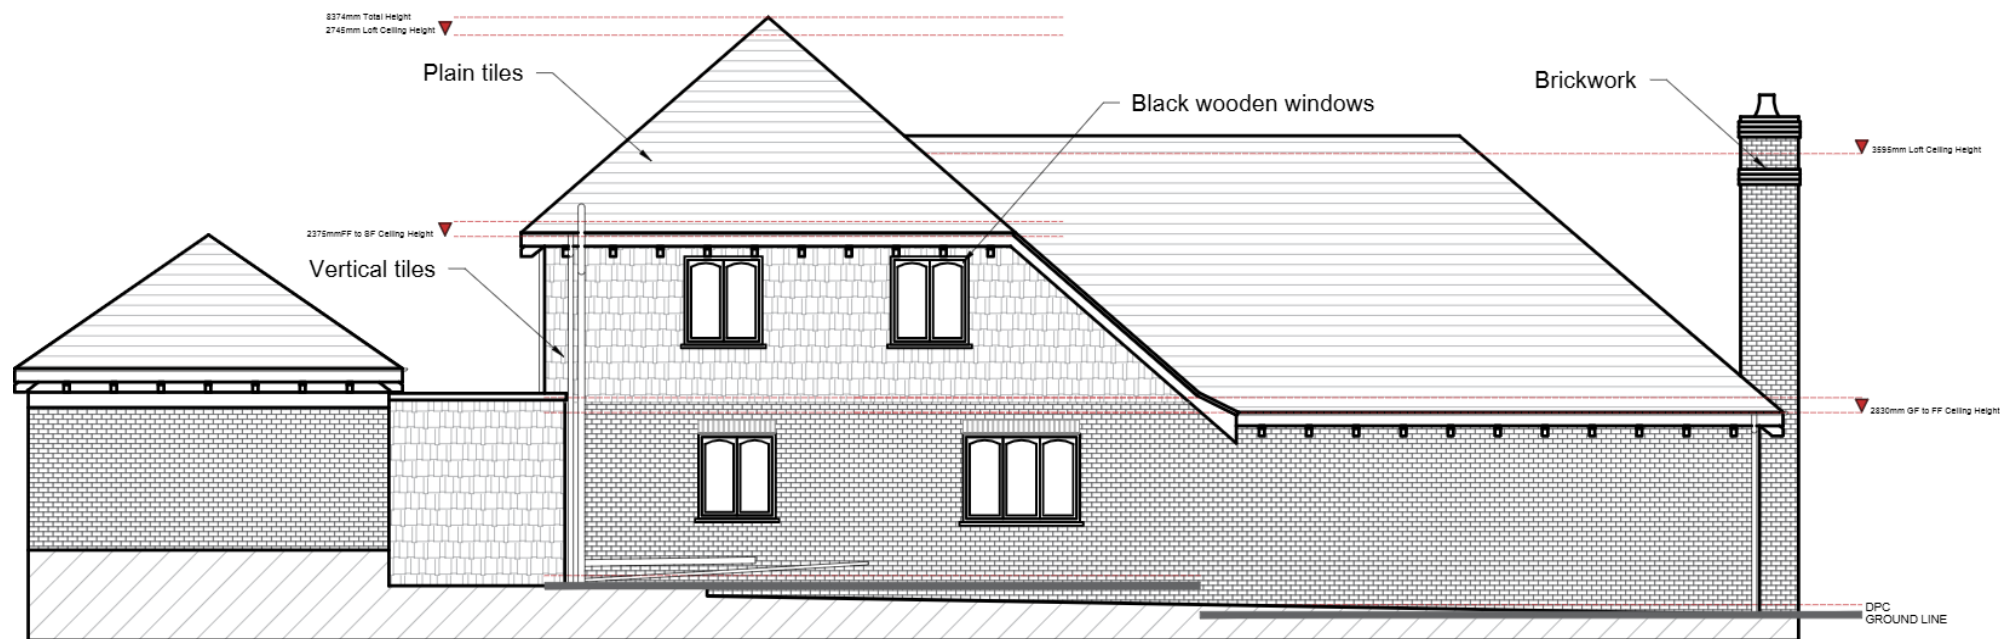 8374mm Total Height
2745mm Loft Ceiling Height
Plain tiles
Black wooden windows
Brickwork
3595mm Loft Ceiling Height
2375mmFF to SF Ceiling Height
Vertical tiles
2830mm GF to FF Ceiling Height
DPC
GROUND LINE